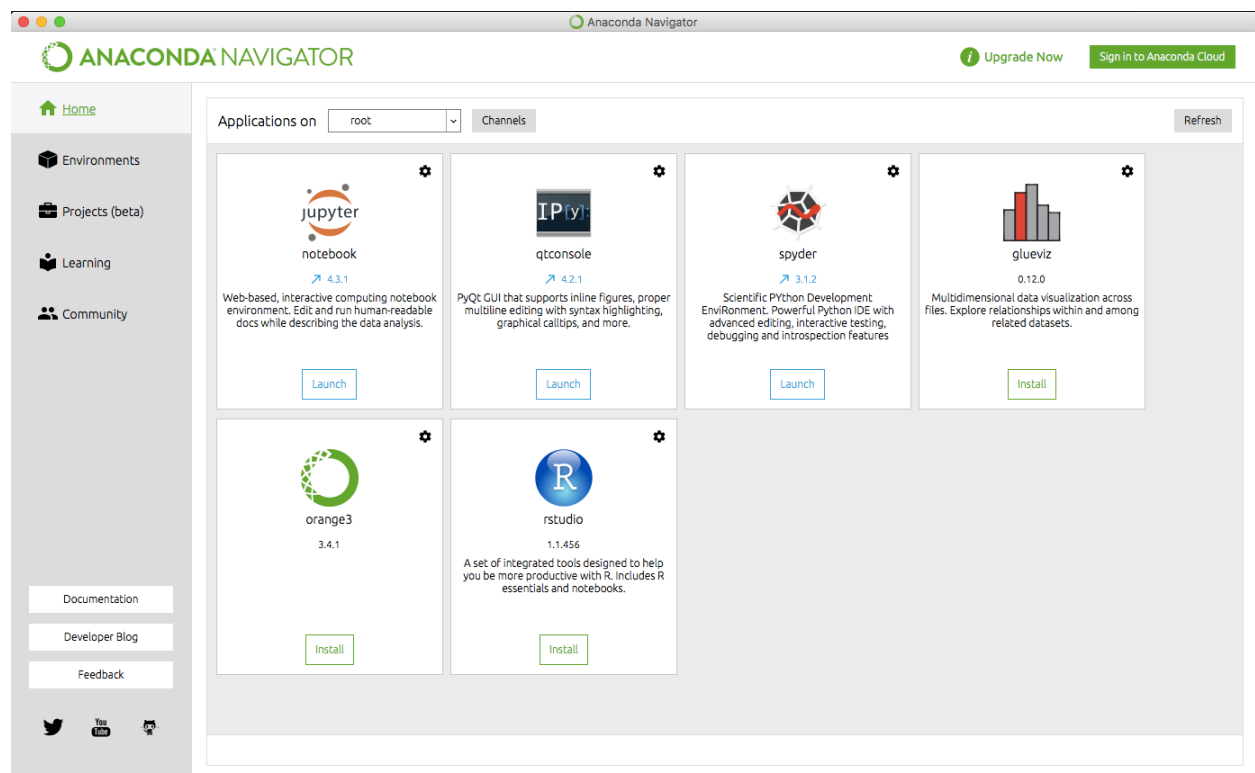 Anaconda Navigator
ANACONDA NAVIGATOR
i Upgrade Now
Sign in to Anaconda Cloud
Home
Environments
Projects (beta)
Learning
Community
Documentation
Developer Blog
Feedback
You
Tube
Applications on root Channels
Refresh
jupyter
notebook
4.3.1
Web-based, interactive computing notebook
environment. Edit and run human-readable
docs while describing the data analysis.
Launch
IP[y]:
qtconsole
4.2.1
PyQt GUI that supports inline figures, proper
multiline editing with syntax highlighting,
graphical calltips, and more.
Launch
spyder
3.1.2
Scientific PYthon Development
EnviRonment. Powerful Python IDE with
advanced editing, interactive testing,
debugging and introspection features
Launch
glueviz
0.12.0
Multidimensional data visualization across
files. Explore relationships within and among
related datasets.
Install
orange3
3.4.1
Install
R
rstudio
1.1.456
A set of integrated tools designed to help
you be more productive with R. Includes R
essentials and notebooks.
Install